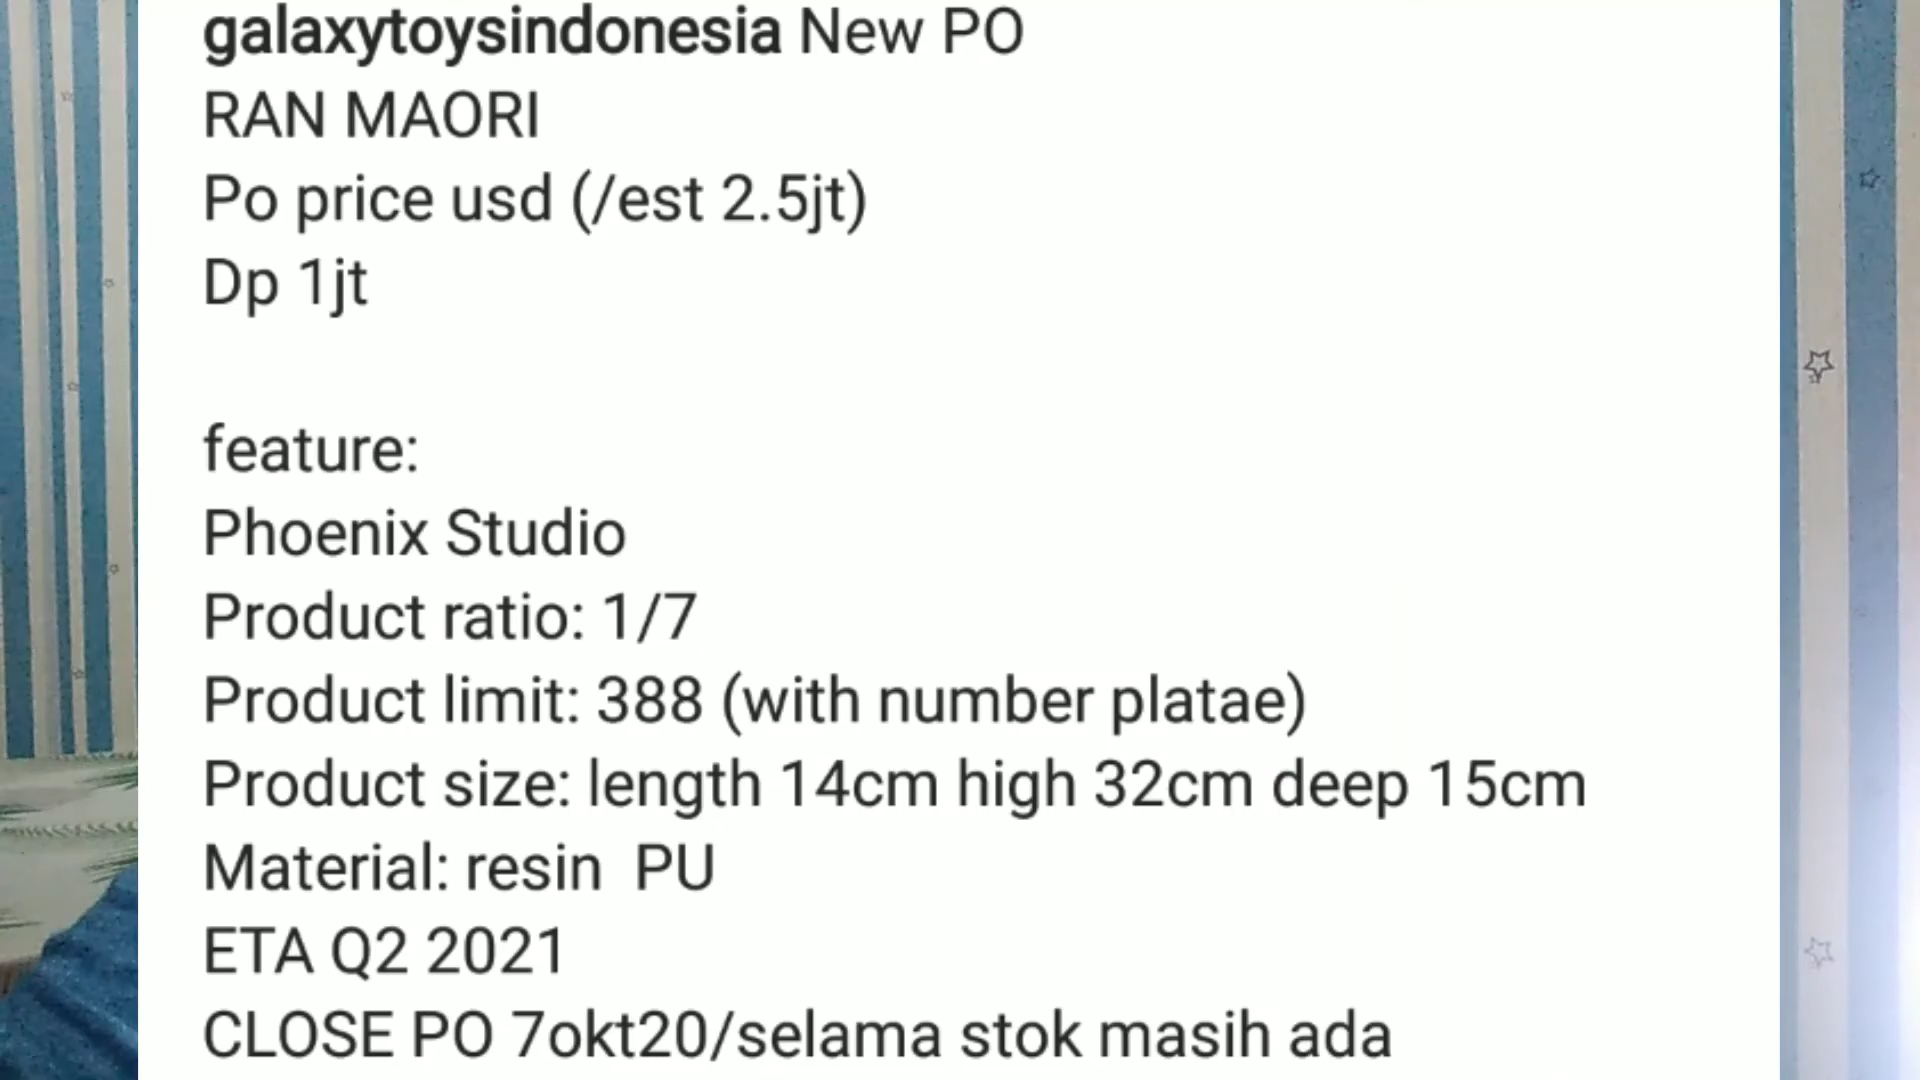 galaxytoysindonesia New PO
RAN MAORI
Po price usd (/est 2.5jt)
Dp 1jt
feature:
Phoenix Studio
Product ratio: 1/7
Product limit: 388 (with number platae)
Product size: length 14cm high 32cm deep 15cm
Material: resin  PU
ETA Q2 2021
CLOSE PO 7okt20/selama stok masih ada